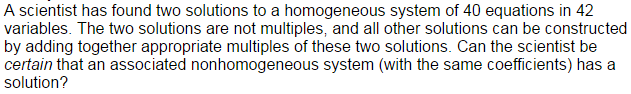 A scientist has found two solutions to a homogeneous system of 40 equations in 42
variables. The two solutions are not multiples, and all other solutions can be constructed
by adding together appropriate multiples of these two solutions. Can the scientist be
certain that an associated nonhomogeneous system (with the same coefficients) has a
solution?